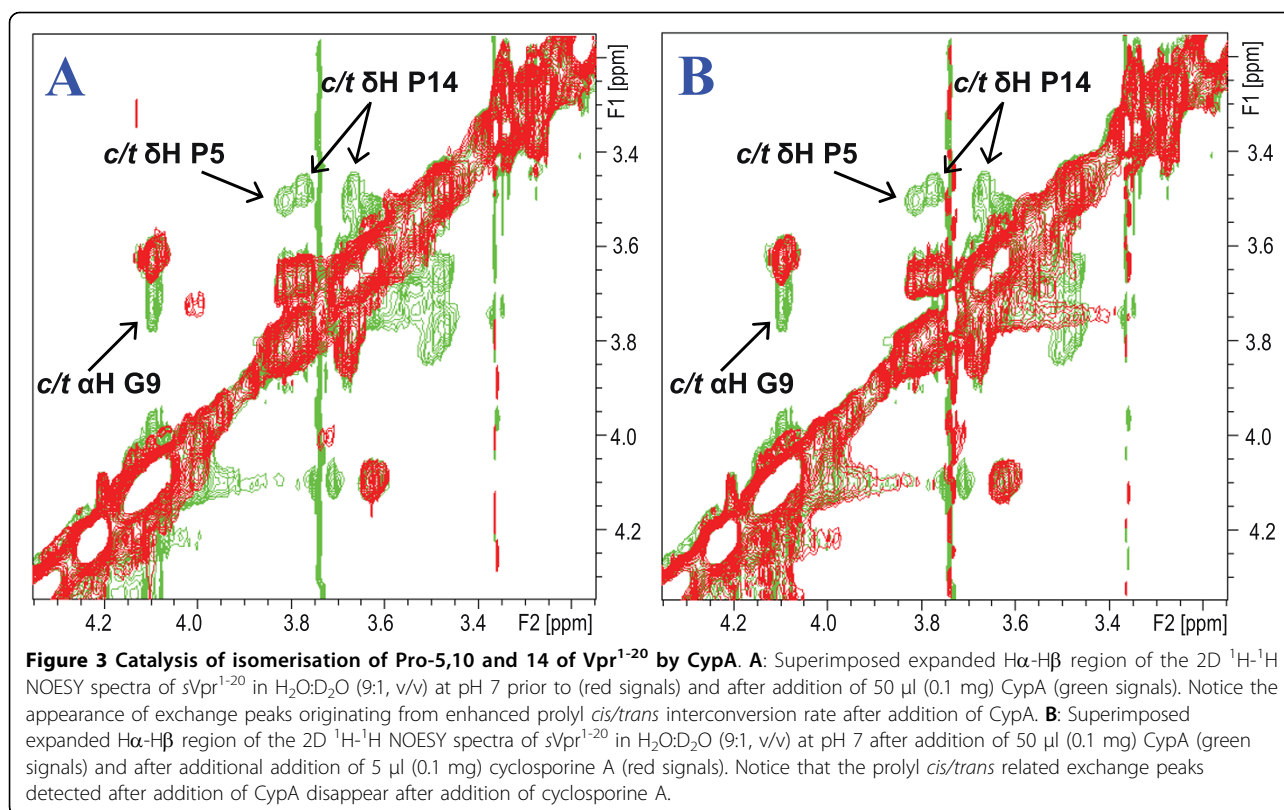 A
c/t δH P14
c/t δH P5
c/t αH G9
3.4
3.6
3.8
4.0
4.2
F1 [ppm]
4.2 4.0 3.8 3.6 3.4 F2 [ppm]
B
c/t δH P14
c/t δH P5
c/t αH G9
3.4
3.6
3.8
4.0
4.2
F1 [ppm]
4.2 4.0 3.8 3.6 3.4 F2 [ppm]
Figure 3 Catalysis of isomerisation of Pro-5,10 and 14 of Vpr¹⁻²⁰ by CypA. A: Superimposed expanded Hα-Hβ region of the 2D ¹H-¹H
NOESY spectra of sVpr¹⁻²⁰ in H₂O:D₂O (9:1, v/v) at pH 7 prior to (red signals) and after addition of 50 μl (0.1 mg) CypA (green signals). Notice the
appearance of exchange peaks originating from enhanced prolyl cis/trans interconversion rate after addition of CypA. B: Superimposed
expanded Hα-Hβ region of the 2D ¹H-¹H NOESY spectra of sVpr¹⁻²⁰ in H₂O:D₂O (9:1, v/v) at pH 7 after addition of 50 μl (0.1 mg) CypA (green
signals) and after additional addition of 5 μl (0.1 mg) cyclosporine A (red signals). Notice that the prolyl cis/trans related exchange peaks
detected after addition of CypA disappear after addition of cyclosporine A.